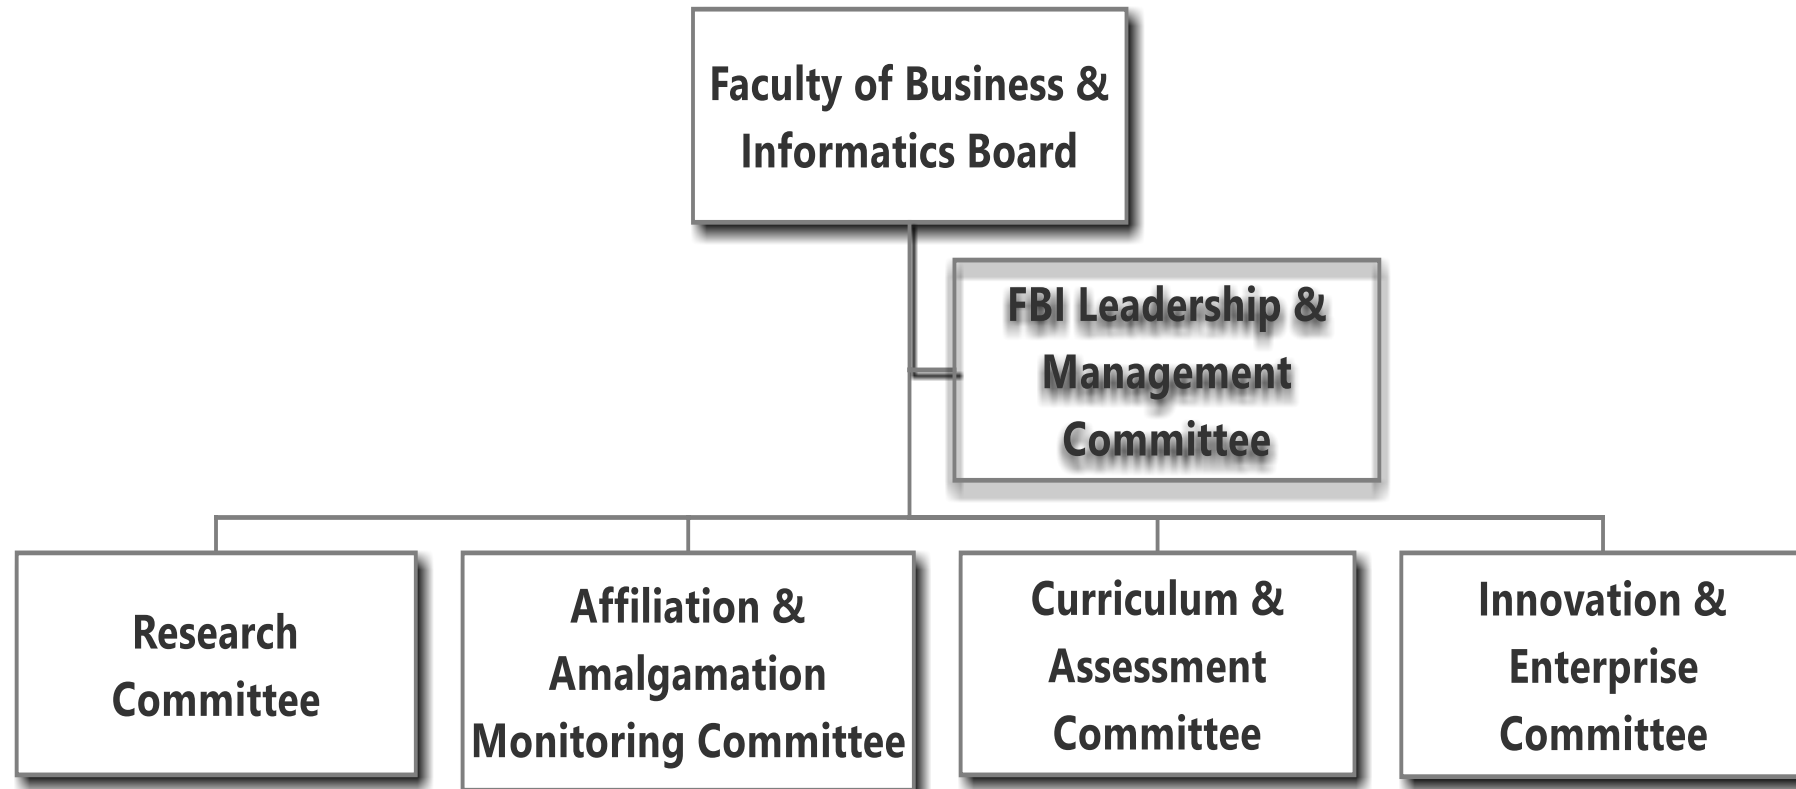 Faculty of Business &
Informatics Board
FBI Leadership &
Management
Committee
Research
Committee
Affiliation &
Amalgamation
Monitoring Committee
Curriculum &
Assessment
Committee
Innovation &
Enterprise
Committee